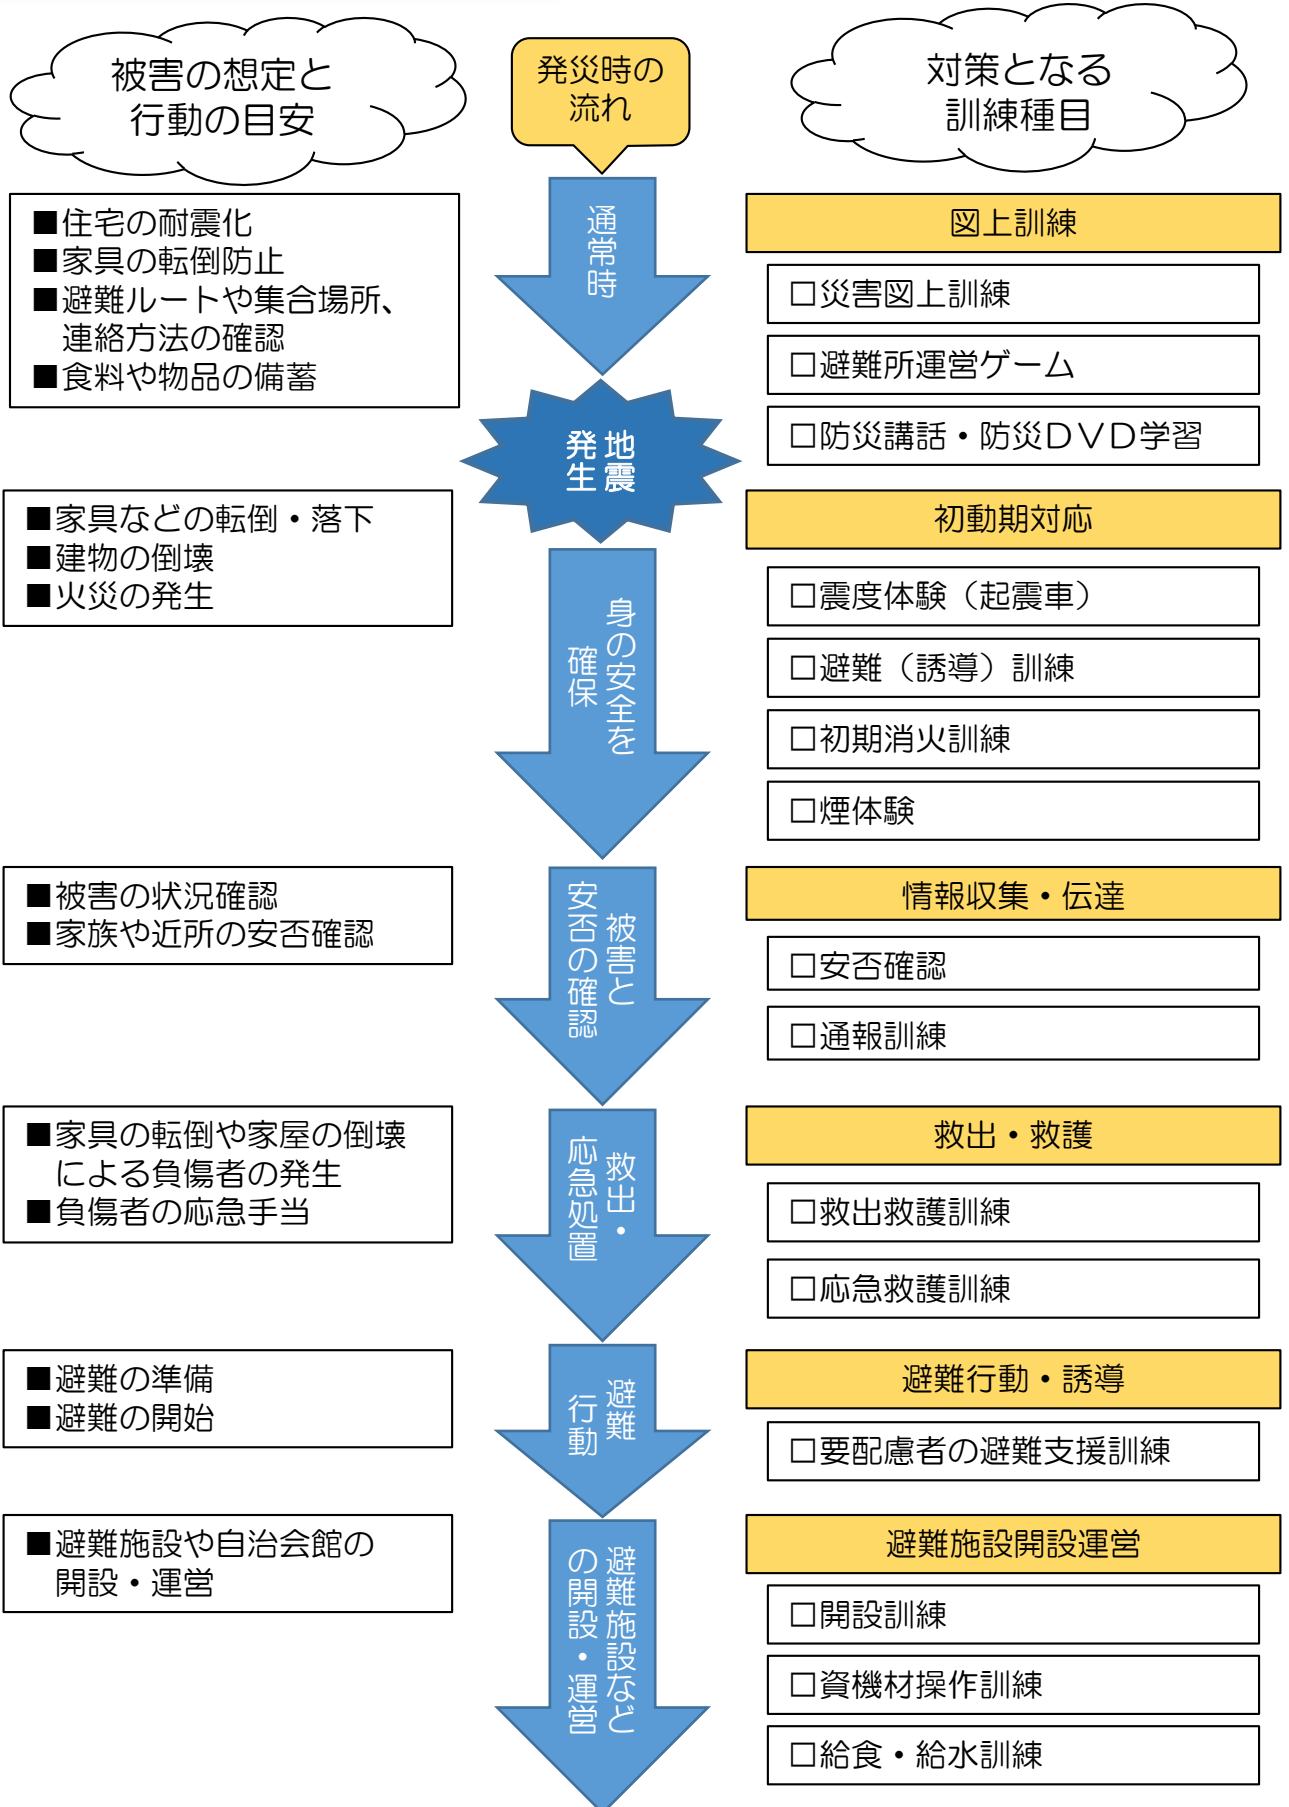 被害の想定と
行動の目安
発災時の
流れ
対策となる
訓練種目
■住宅の耐震化
■家具の転倒防止
■避難ルートや集合場所、
連絡方法の確認
■食料や物品の備蓄
通常時
図上訓練
□災害図上訓練
□避難所運営ゲーム
□防災講話・防災DVD学習
地震
発生
■家具などの転倒・落下
■建物の倒壊
■火災の発生
身の安全を
確保
初動期対応
□震度体験（起震車）
□避難（誘導）訓練
□初期消火訓練
□煙体験
■被害の状況確認
■家族や近所の安否確認
被害と
安否の確認
情報収集・伝達
□安否確認
□通報訓練
■家具の転倒や家屋の倒壊
による負傷者の発生
■負傷者の応急手当
救出・
応急処置
救出・救護
□救出救護訓練
□応急救護訓練
■避難の準備
■避難の開始
避難
行動
避難行動・誘導
□要配慮者の避難支援訓練
■避難施設や自治会館の
開設・運営
避難施設など
の開設・運営
避難施設開設運営
□開設訓練
□資機材操作訓練
□給食・給水訓練